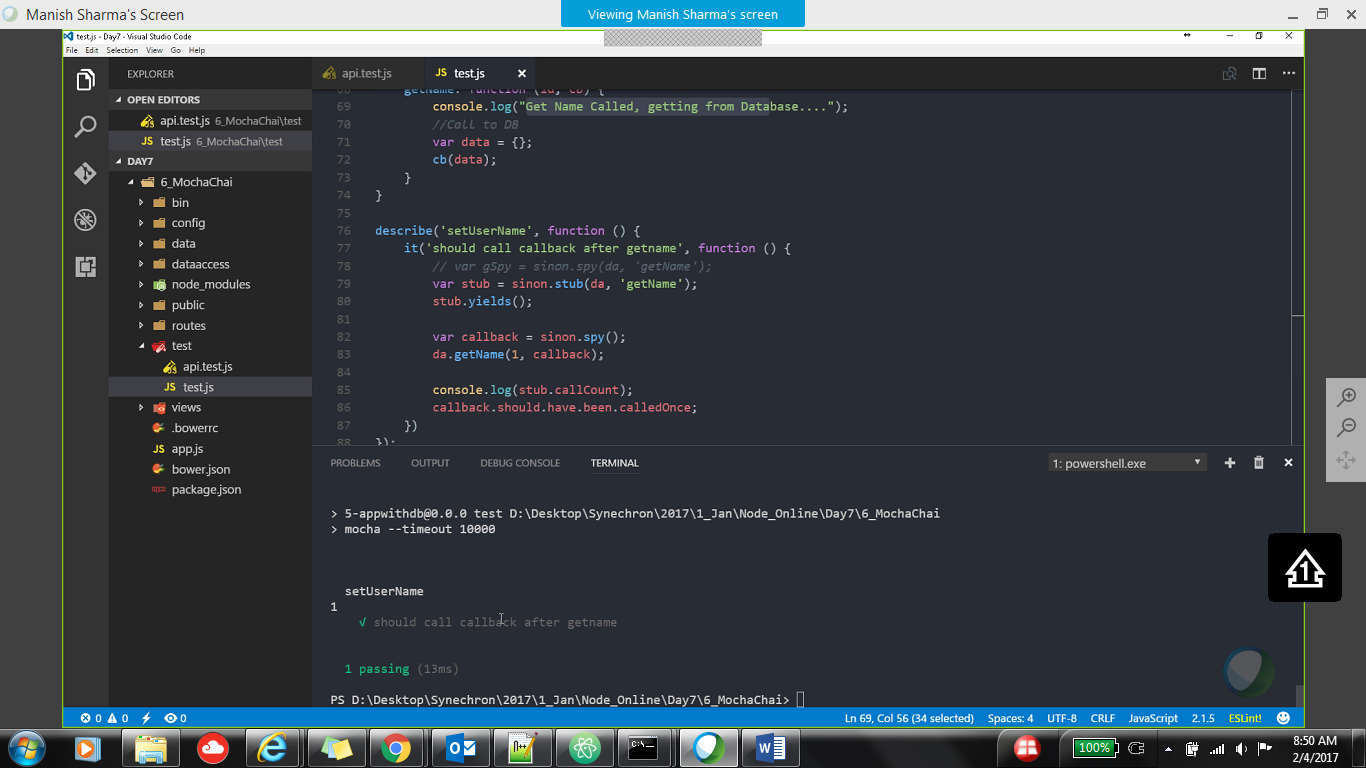 Manish Sharma's Screen
Viewing Manish Sharma's screen
test.js - Day7 - Visual Studio Code
File Edit Selection View Go Help
EXPLORER
OPEN EDITORS
api.test.js 6_MochaChai\test
JS test.js 6_MochaChai\test
DAY7
6_MochaChai
bin
config
data
dataaccess
node_modules
public
routes
test
api.test.js
JS test.js
views
.bowerrc
JS app.js
bower.json
package.json
api.test.js JS test.js
68 getName: function (id, cb) {
69 console.log("Get Name Called, getting from Database....");
70 //Call to DB
71 var data = {};
72 cb(data);
73 }
74 }
75
76 describe('setUserName', function () {
77 it('should call callback after getname', function () {
78 // var gSpy = sinon.spy(da, 'getName');
79 var stub = sinon.stub(da, 'getName');
80 stub.yields();
81
82 var callback = sinon.spy();
83 da.getName(1, callback);
84
85 console.log(stub.callCount);
86 callback.should.have.been.calledOnce;
87 })
88 });
PROBLEMS OUTPUT DEBUG CONSOLE TERMINAL 1: powershell.exe
> 5-appwithdb@0.0.0 test D:\Desktop\Synechron\2017\1_Jan\Node_Online\Day7\6_MochaChai
> mocha --timeout 10000
setUserName
1
√ should call callback after getname
1 passing (13ms)
PS D:\Desktop\Synechron\2017\1_Jan\Node_Online\Day7\6_MochaChai>
1
0 0 0 Ln 69, Col 56 (34 selected) Spaces: 4 UTF-8 CRLF JavaScript 2.1.5 ESLint!
100% 8:50 AM
2/4/2017